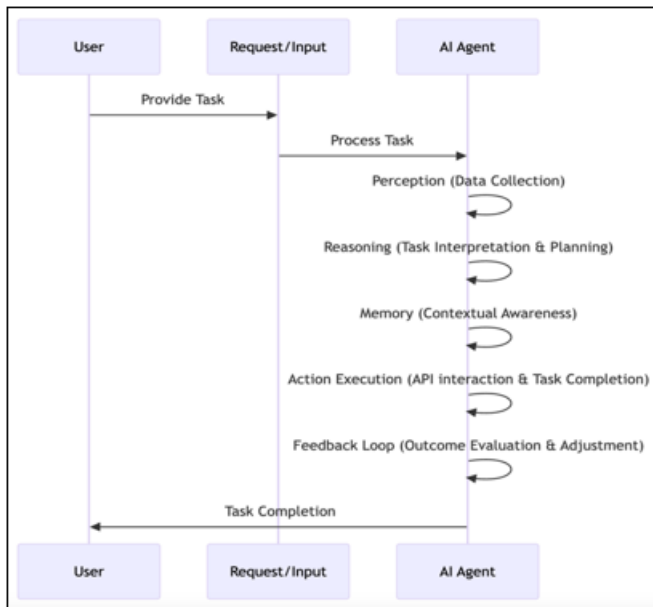 User
Request/Input
AI Agent
Provide Task
Process Task
Perception (Data Collection)
Reasoning (Task Interpretation & Planning)
Memory (Contextual Awareness)
Action Execution (API interaction & Task Completion)
Feedback Loop (Outcome Evaluation & Adjustment)
Task Completion
User
Request/Input
AI Agent